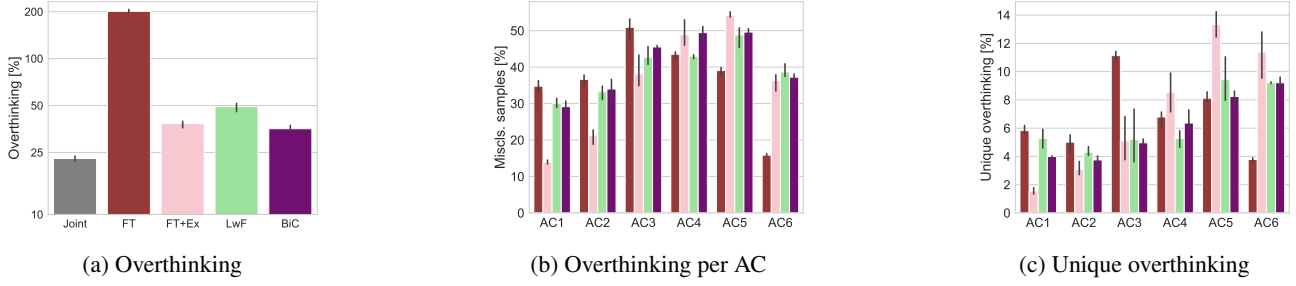 Overthinking [%]
200
100
50
25
10
Joint FT FT+Ex LwF BiC
(a) Overthinking
Miscls. samples [%]
50
40
30
20
10
0
AC1 AC2 AC3 AC4 AC5 AC6
(b) Overthinking per AC
Unique overthinking [%]
14
12
10
8
6
4
2
0
AC1 AC2 AC3 AC4 AC5 AC6
(c) Unique overthinking